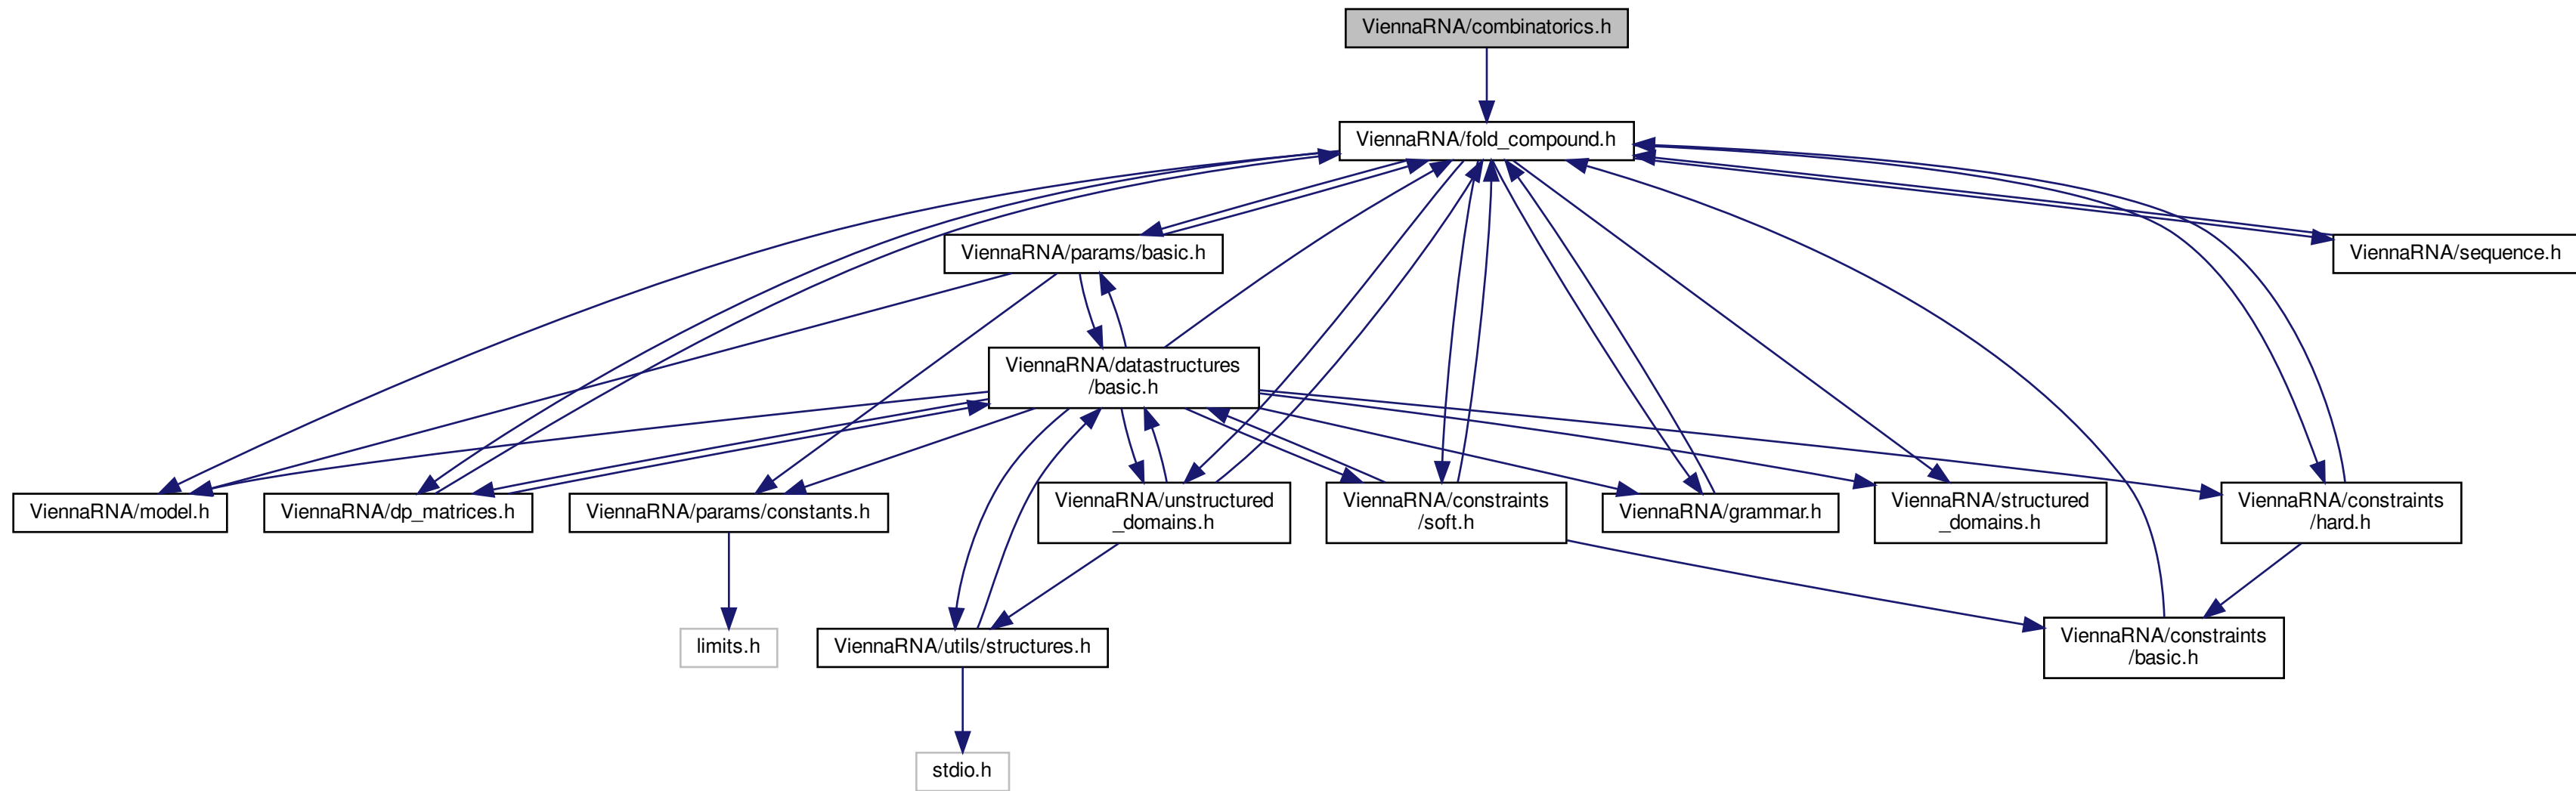 ViennaRNA/combinatorics.h
ViennaRNA/fold_compound.h
ViennaRNA/params/basic.h
ViennaRNA/sequence.h
ViennaRNA/datastructures
/basic.h
ViennaRNA/model.h
ViennaRNA/dp_matrices.h
ViennaRNA/params/constants.h
ViennaRNA/unstructured
_domains.h
ViennaRNA/constraints
/soft.h
ViennaRNA/grammar.h
ViennaRNA/structured
_domains.h
ViennaRNA/constraints
/hard.h
limits.h
ViennaRNA/utils/structures.h
ViennaRNA/constraints
/basic.h
stdio.h